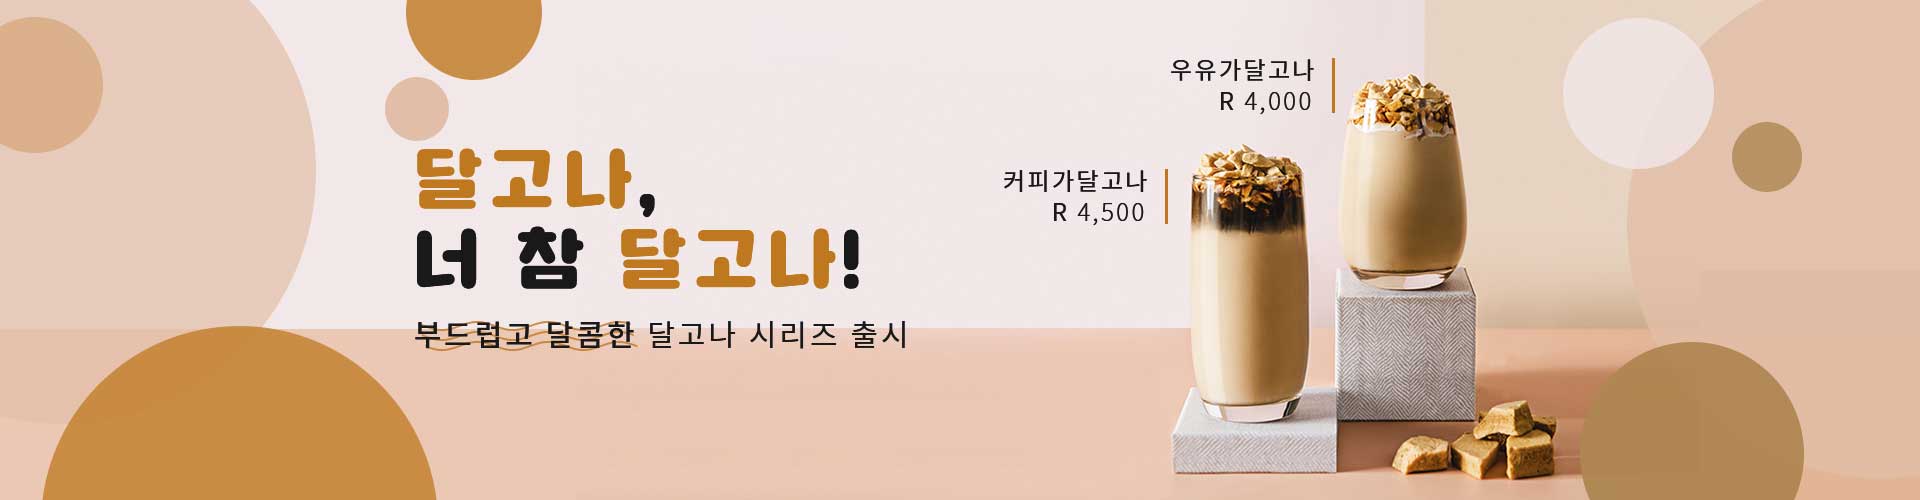 달고나,
너 참 달고나!
부드럽고 달콤한 달고나 시리즈 출시
우유가달고나
R 4,000
커피가달고나
R 4,500